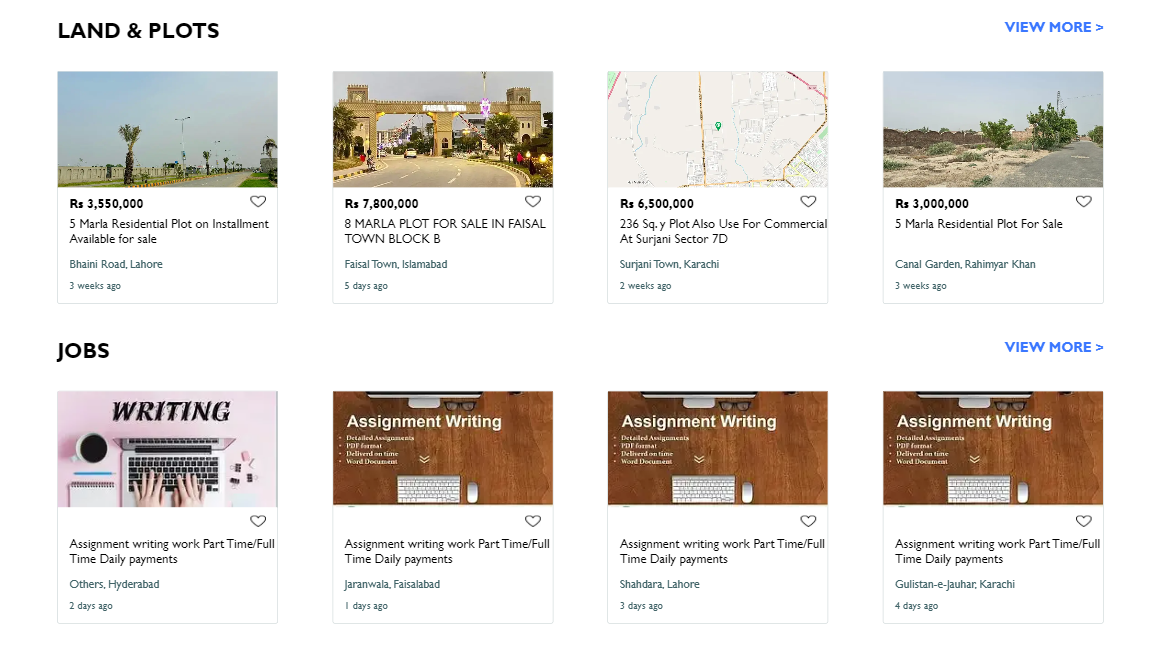 LAND & PLOTS
VIEW MORE >
Rs 3,550,000
5 Marla Residential Plot on Installment
Available for sale
Bhaini Road, Lahore
3 weeks ago
FAISAL TOWN
Rs 7,800,000
8 MARLA PLOT FOR SALE IN FAISAL
TOWN BLOCK B
Faisal Town, Islamabad
5 days ago
Rs 6,500,000
236 Sq. y Plot Also Use For Commercial
At Surjani Sector 7D
Surjani Town, Karachi
2 weeks ago
Rs 3,000,000
5 Marla Residential Plot For Sale
Canal Garden, Rahimyar Khan
3 weeks ago
JOBS
VIEW MORE >
WRITING
Assignment writing work Part Time/Full
Time Daily payments
Others, Hyderabad
2 days ago
Assignment Writing
• Detailed Assignments
• PDF format
• Deliverd on time
• Word Document
Assignment writing work Part Time/Full
Time Daily payments
Jaranwala, Faisalabad
1 days ago
Assignment Writing
• Detailed Assignments
• PDF format
• Deliverd on time
• Word Document
Assignment writing work Part Time/Full
Time Daily payments
Shahdara, Lahore
3 days ago
Assignment Writing
• Detailed Assignments
• PDF format
• Deliverd on time
• Word Document
Assignment writing work Part Time/Full
Time Daily payments
Gulistan-e-Jauhar, Karachi
4 days ago